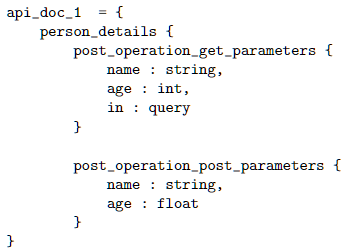 api_doc_1  = {
    person_details {
        post_operation_get_parameters {
            name : string,
            age : int,
            in : query
        }

        post_operation_post_parameters {
            name : string,
            age : float
        }
}